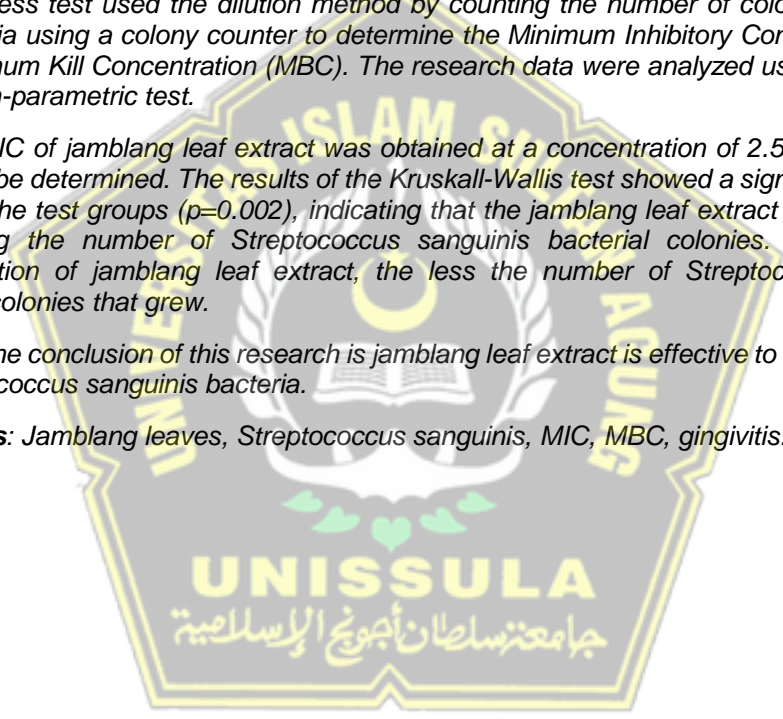 ess test used the dilution method by counting the number of colo
ia using a colony counter to determine the Minimum Inhibitory Con
num Kill Concentration (MBC). The research data were analyzed us
n-parametric test.
IC of jamblang leaf extract was obtained at a concentration of 2.5
be determined. The results of the Kruskall-Wallis test showed a sign
he test groups (p=0.002), indicating that the jamblang leaf extract
g the number of Streptococcus sanguinis bacterial colonies.
tion of jamblang leaf extract, the less the number of Streptoc
colonies that grew.
he conclusion of this research is jamblang leaf extract is effective to
coccus sanguinis bacteria.
s: Jamblang leaves, Streptococcus sanguinis, MIC, MBC, gingivitis.
UNIVERSITAS ISLAM SULTAN AGUNG
UNISSULA
جامعتسلطان أجونج الإسلامية